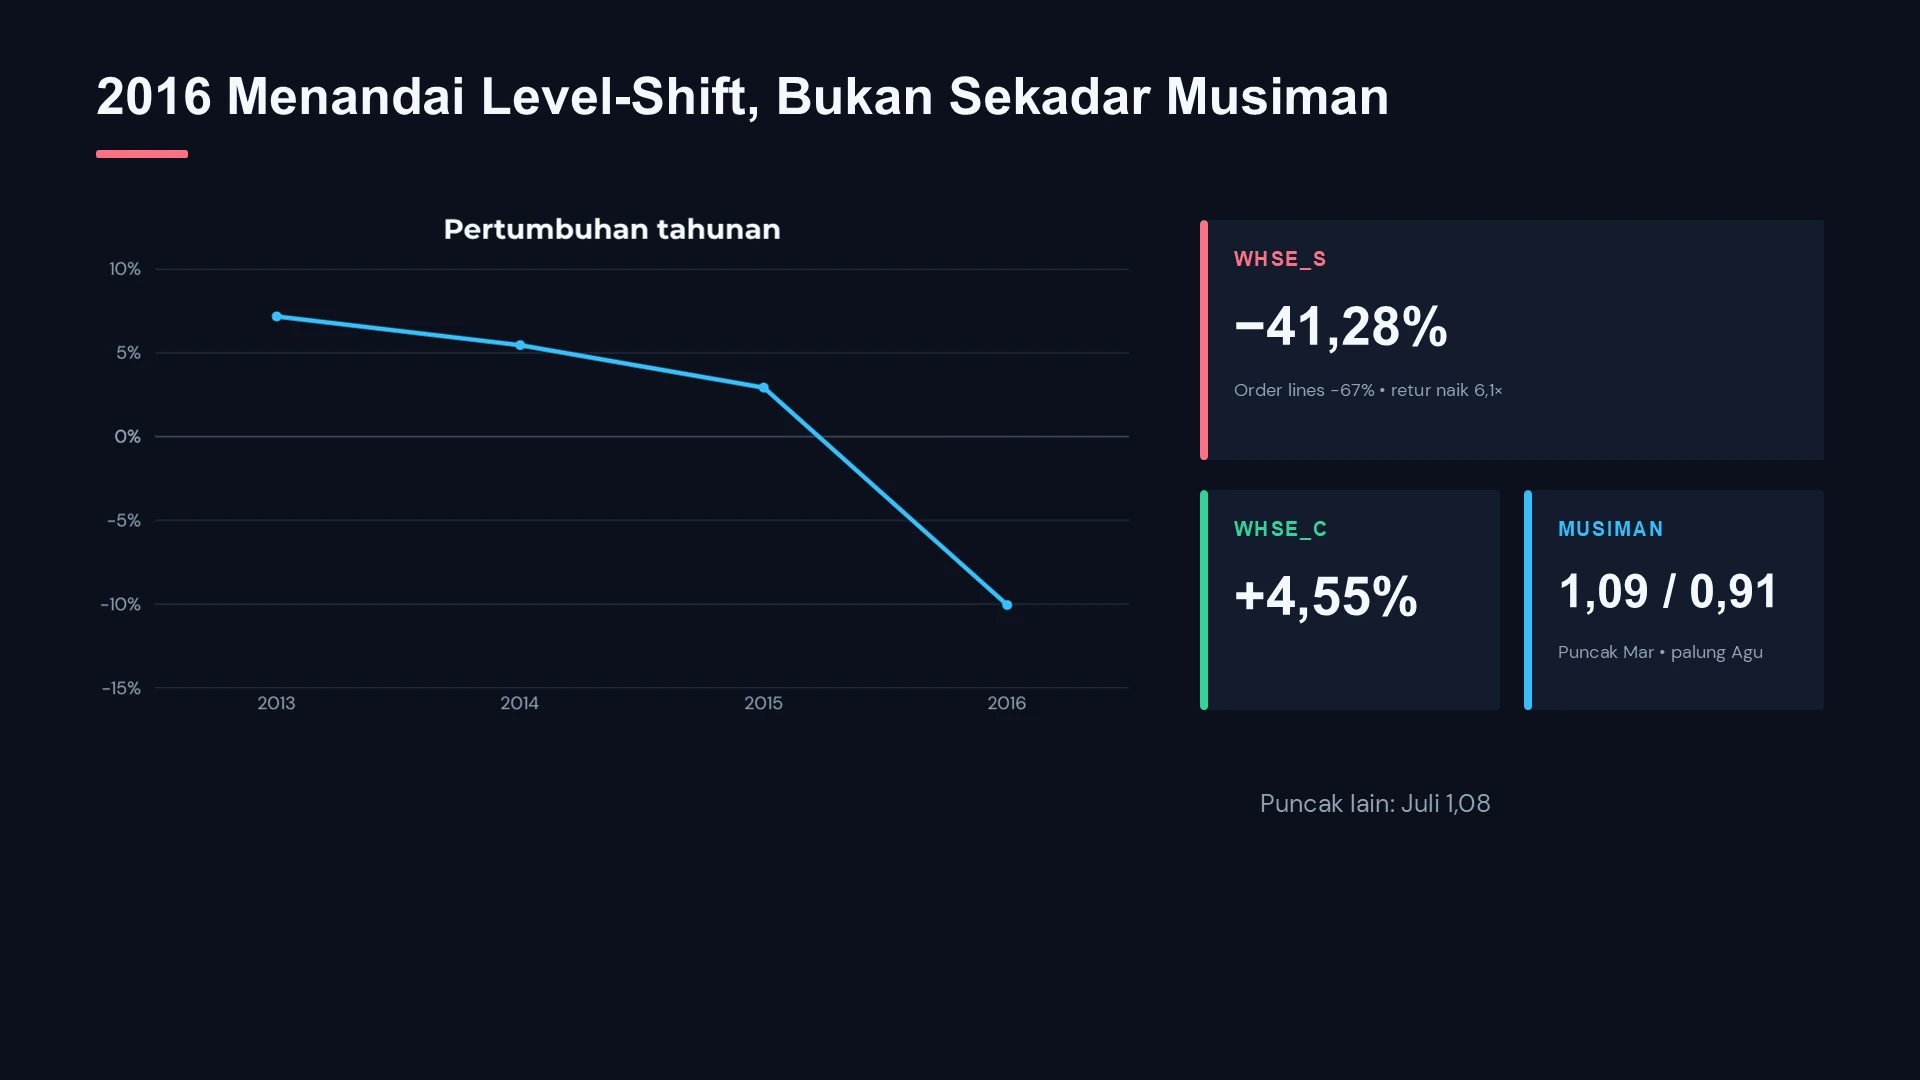 2016 Menandai Level-Shift, Bukan Sekadar Musiman
Pertumbuhan tahunan
10%
5%
0%
-5%
-10%
-15%
2013
2014
2015
2016
WHSE_S
−41,28%
Order lines −67% • retur naik 6,1×
WHSE_C
+4,55%
MUSIMAN
1,09 / 0,91
Puncak Mar • palung Agu
Puncak lain: Juli 1,08